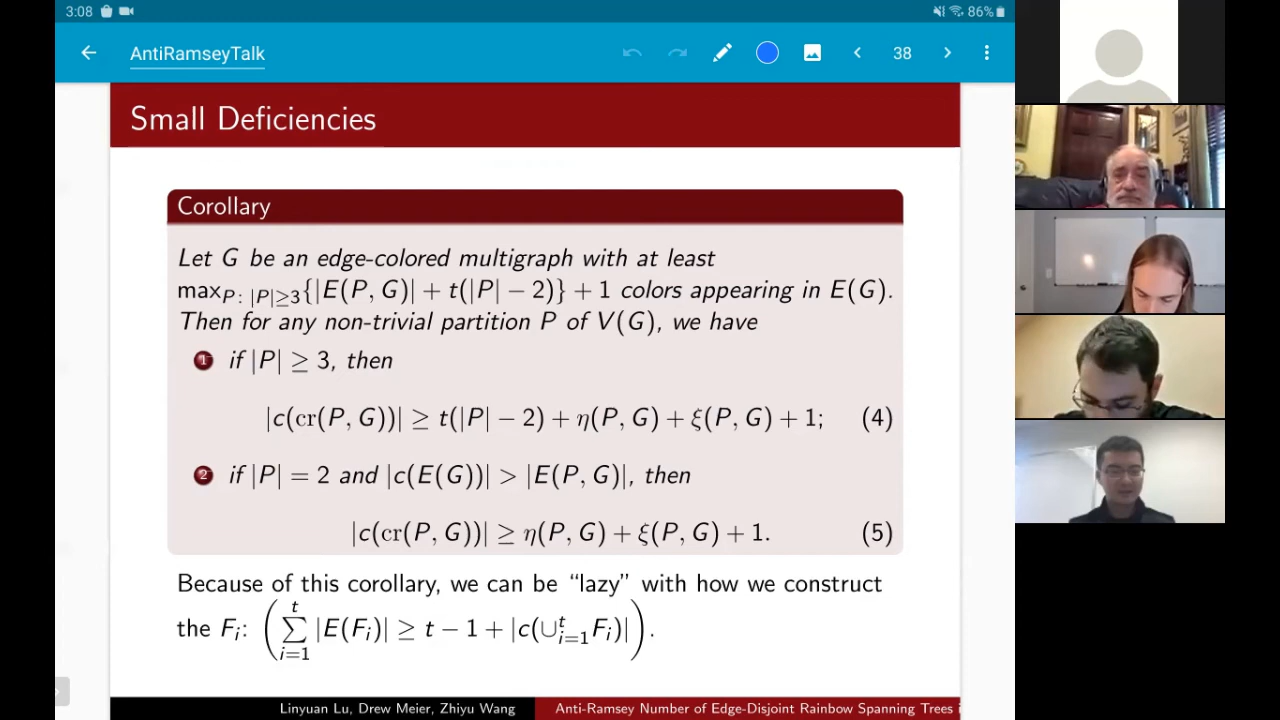 3:08
86%
AntiRamseyTalk
38
Small Deficiencies
Corollary
Let G be an edge-colored multigraph with at least
max_{P: |P|≥3}{|E(P, G)| + t(|P| − 2)} + 1 colors appearing in E(G).
Then for any non-trivial partition P of V(G), we have
1 if |P| ≥ 3, then
|c(cr(P, G))| ≥ t(|P| − 2) + η(P, G) + ξ(P, G) + 1; (4)
2 if |P| = 2 and |c(E(G))| > |E(P, G)|, then
|c(cr(P, G))| ≥ η(P, G) + ξ(P, G) + 1. (5)
Because of this corollary, we can be “lazy” with how we construct
the F_i: (∑_{i=1}^{t} |E(F_i)| ≥ t − 1 + |c(∪_{i=1}^{t} F_i)|).
Linyuan Lu, Drew Meier, Zhiyu Wang Anti-Ramsey Number of Edge-Disjoint Rainbow Spanning Trees i